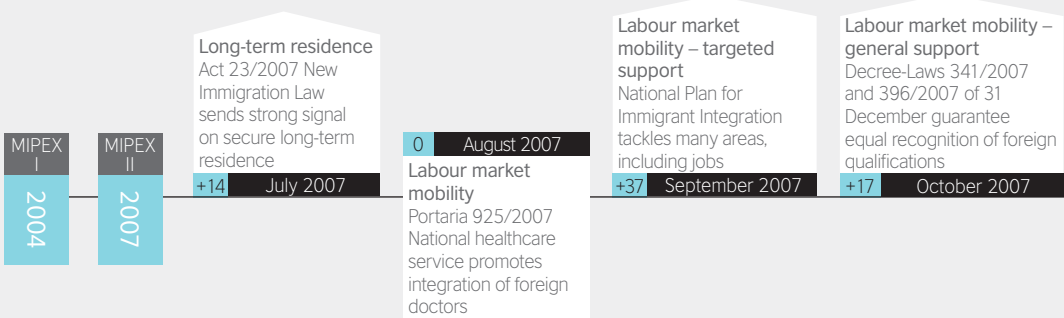 MIPEX
I
2004
MIPEX
II
2007
Long-term residence
Act 23/2007 New
Immigration Law
sends strong signal
on secure long-term
residence
+14 July 2007
0 August 2007
Labour market
mobility
Portaria 925/2007
National healthcare
service promotes
integration of foreign
doctors
Labour market
mobility – targeted
support
National Plan for
Immigrant Integration
tackles many areas,
including jobs
+37 September 2007
Labour market mobility –
general support
Decree-Laws 341/2007
and 396/2007 of 31
December guarantee
equal recognition of foreign
qualifications
+17 October 2007